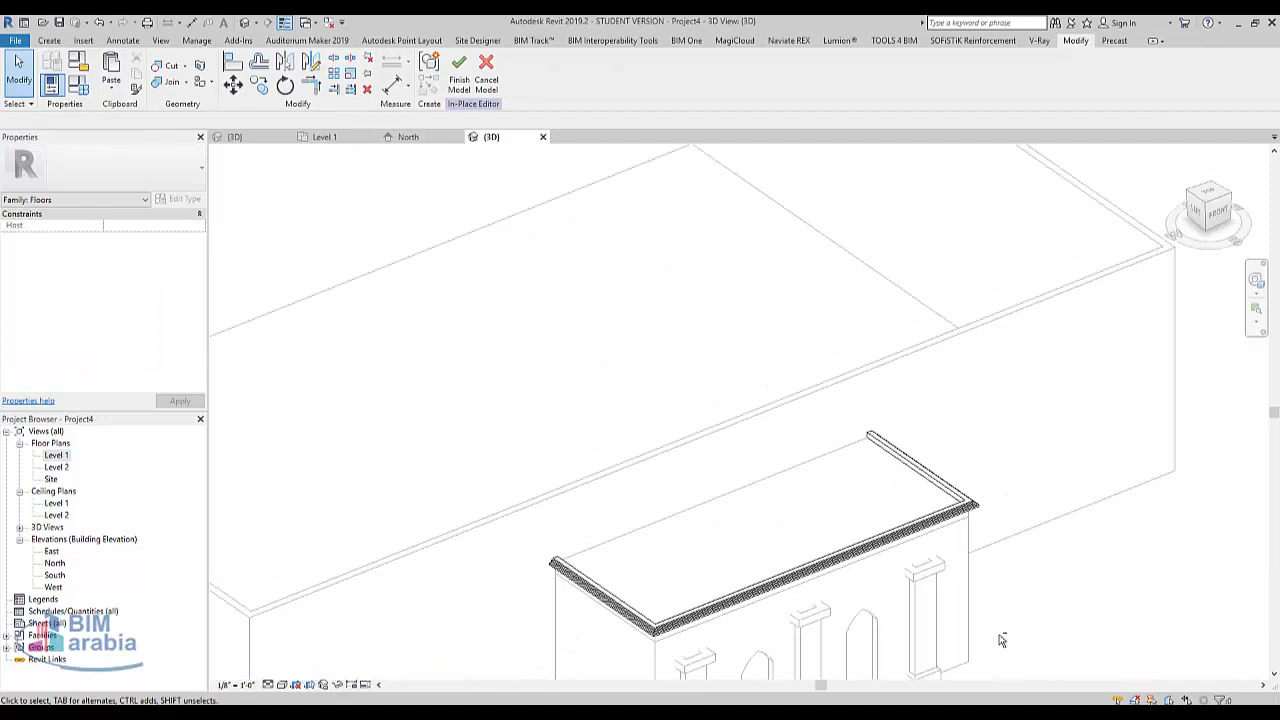 Autodesk Revit 2019.2 - STUDENT VERSION - Project4 - 3D View: {3D}
Type a keyword or phrase
Sign In
File Create Insert Annotate View Manage Add-Ins Auditorium Maker 2019 Autodesk Point Layout Site Designer BIM Track™ BIM Interoperability Tools BIM One MagiCloud Naviate REX Lumion® TOOLS 4 BIM SOFiSTiK Reinforcement V-Ray Modify Precast
Modify
Paste
Cut
Join
Finish Model
Cancel Model
Select Properties Clipboard Geometry Modify Measure Create In-Place Editor
Properties
{3D} Level 1 North {3D}
R
Family: Floors
Edit Type
Constraints
Host
TOP
FRONT
Properties help
Apply
Project Browser - Project4
Views (all)
Floor Plans
Level 1
Level 2
Site
Ceiling Plans
Level 1
Level 2
3D Views
Elevations (Building Elevation)
East
North
South
West
Legends
Schedules/Quantities (all)
Sheets (all)
Families
Groups
Revit Links
BIM
arabia
1/8" = 1'-0"
Click to select, TAB for alternates, CTRL adds, SHIFT unselects.
:0